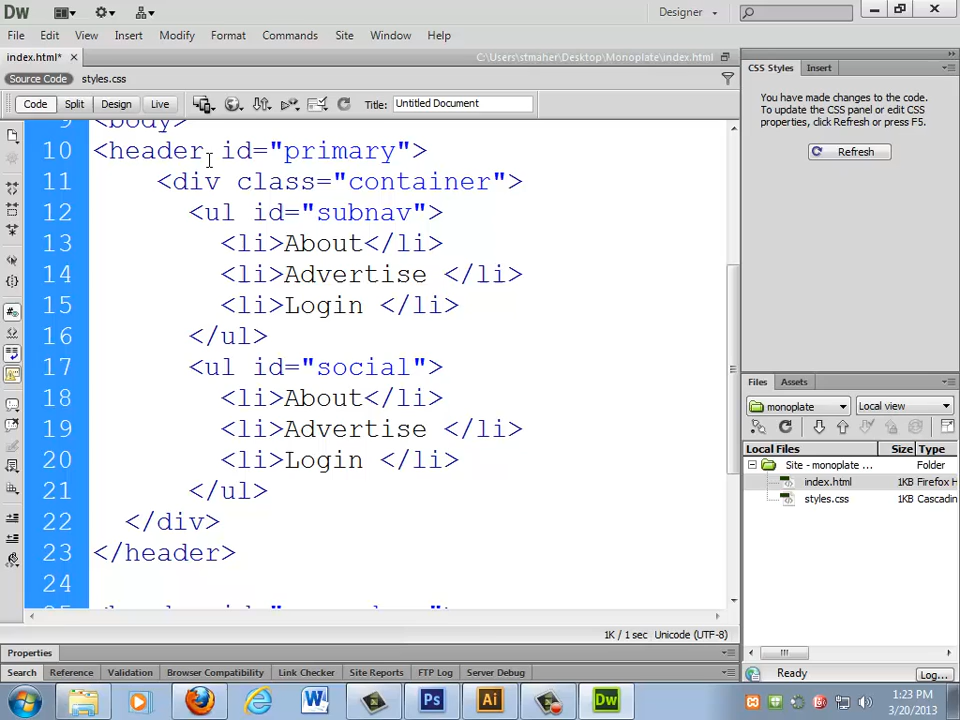 Dw
Designer
File Edit View Insert Modify Format Commands Site Window Help
index.html* C:\Users\stmaher\Desktop\Monoplate\index.html
Source Code styles.css
Code Split Design Live Title: Untitled Document
9 <body>
10 <header id="primary">
11 <div class="container">
12 <ul id="subnav">
13 <li>About</li>
14 <li>Advertise </li>
15 <li>Login </li>
16 </ul>
17 <ul id="social">
18 <li>About</li>
19 <li>Advertise </li>
20 <li>Login </li>
21 </ul>
22 </div>
23 </header>
24
1K / 1 sec Unicode (UTF-8)
Properties
Search Reference Validation Browser Compatibility Link Checker Site Reports FTP Log Server Debug
CSS Styles Insert
You have made changes to the code.
To update the CSS panel or edit CSS
properties, click Refresh or press F5.
Refresh
Files Assets
monoplate Local view
Local Files Size Type
Site - monoplate ... Folder
index.html 1KB Firefox H
styles.css 1KB Cascadin
Ready Log...
W Ps Ai Dw
1:23 PM
3/20/2013